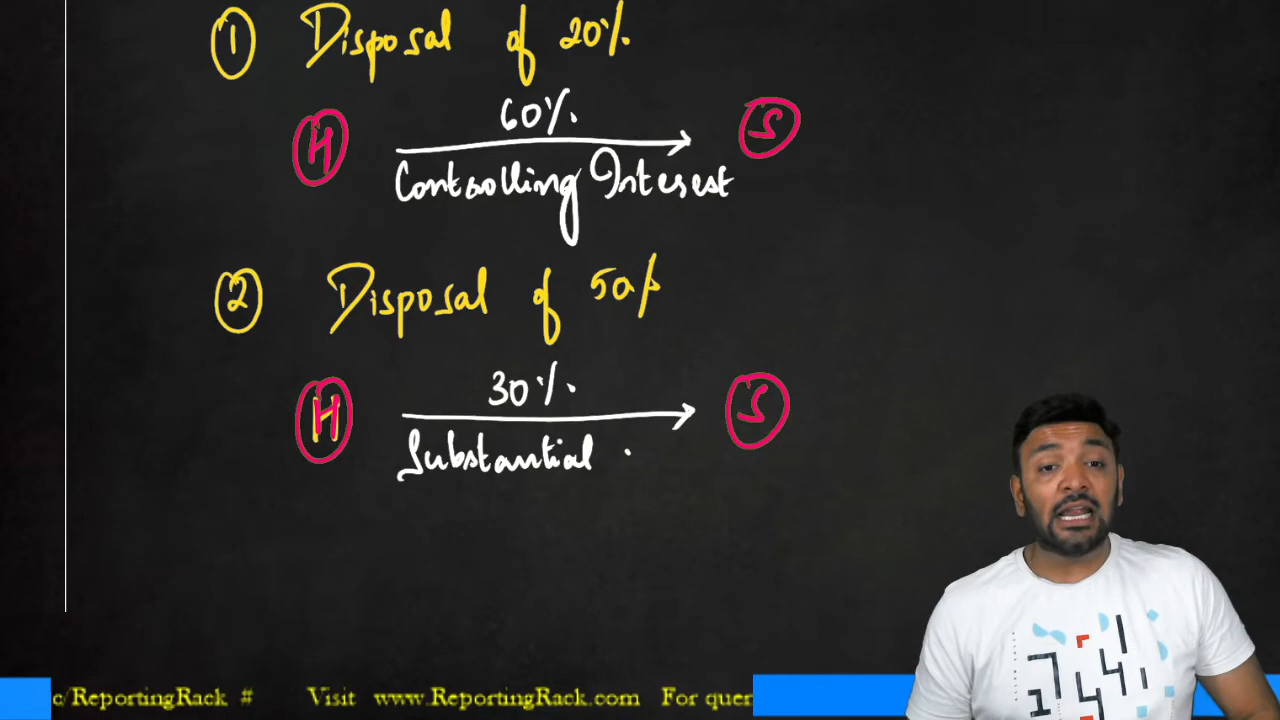 ① Disposal of 20%
H 60% S
Controlling Interest
② Disposal of 50%
H 30% S
Substantial .
c/ReportingRack # Visit www.ReportingRack.com For quer